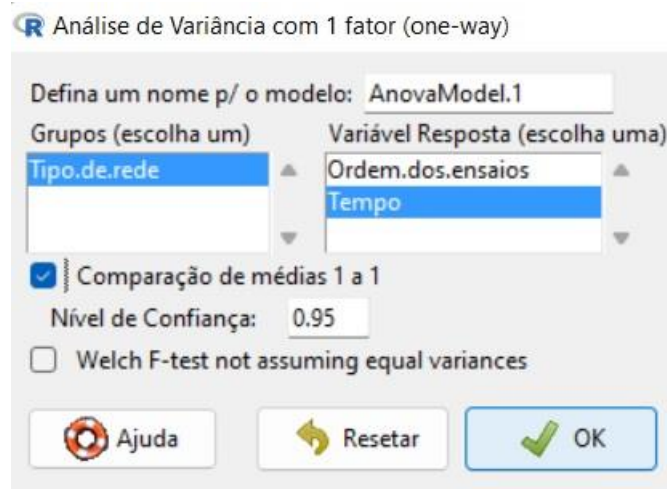 Análise de Variância com 1 fator (one-way)
Defina um nome p/ o modelo: AnovaModel.1
Grupos (escolha um) Variável Resposta (escolha uma)
Tipo.de.rede Ordem.dos.ensaios
Tempo
Comparação de médias 1 a 1
Nível de Confiança: 0.95
Welch F-test not assuming equal variances
Ajuda Resetar OK